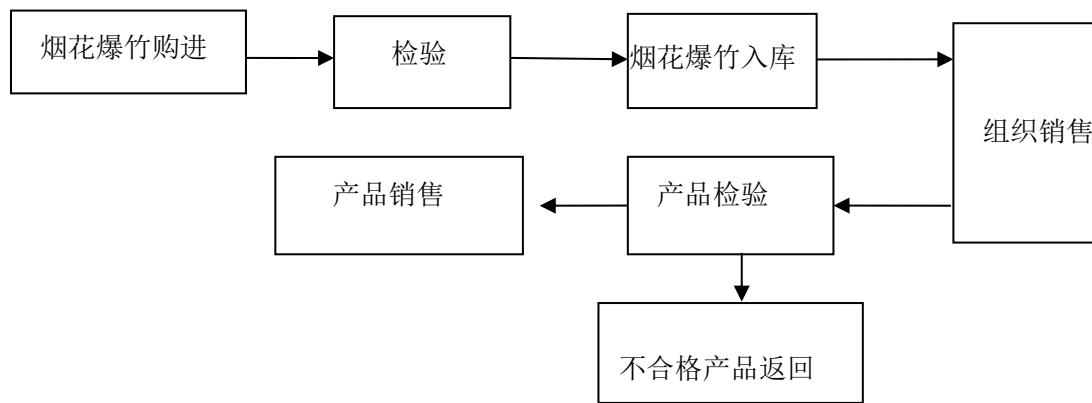 烟花爆竹购进
检验
烟花爆竹入库
组织销售
产品销售
产品检验
不合格产品返回